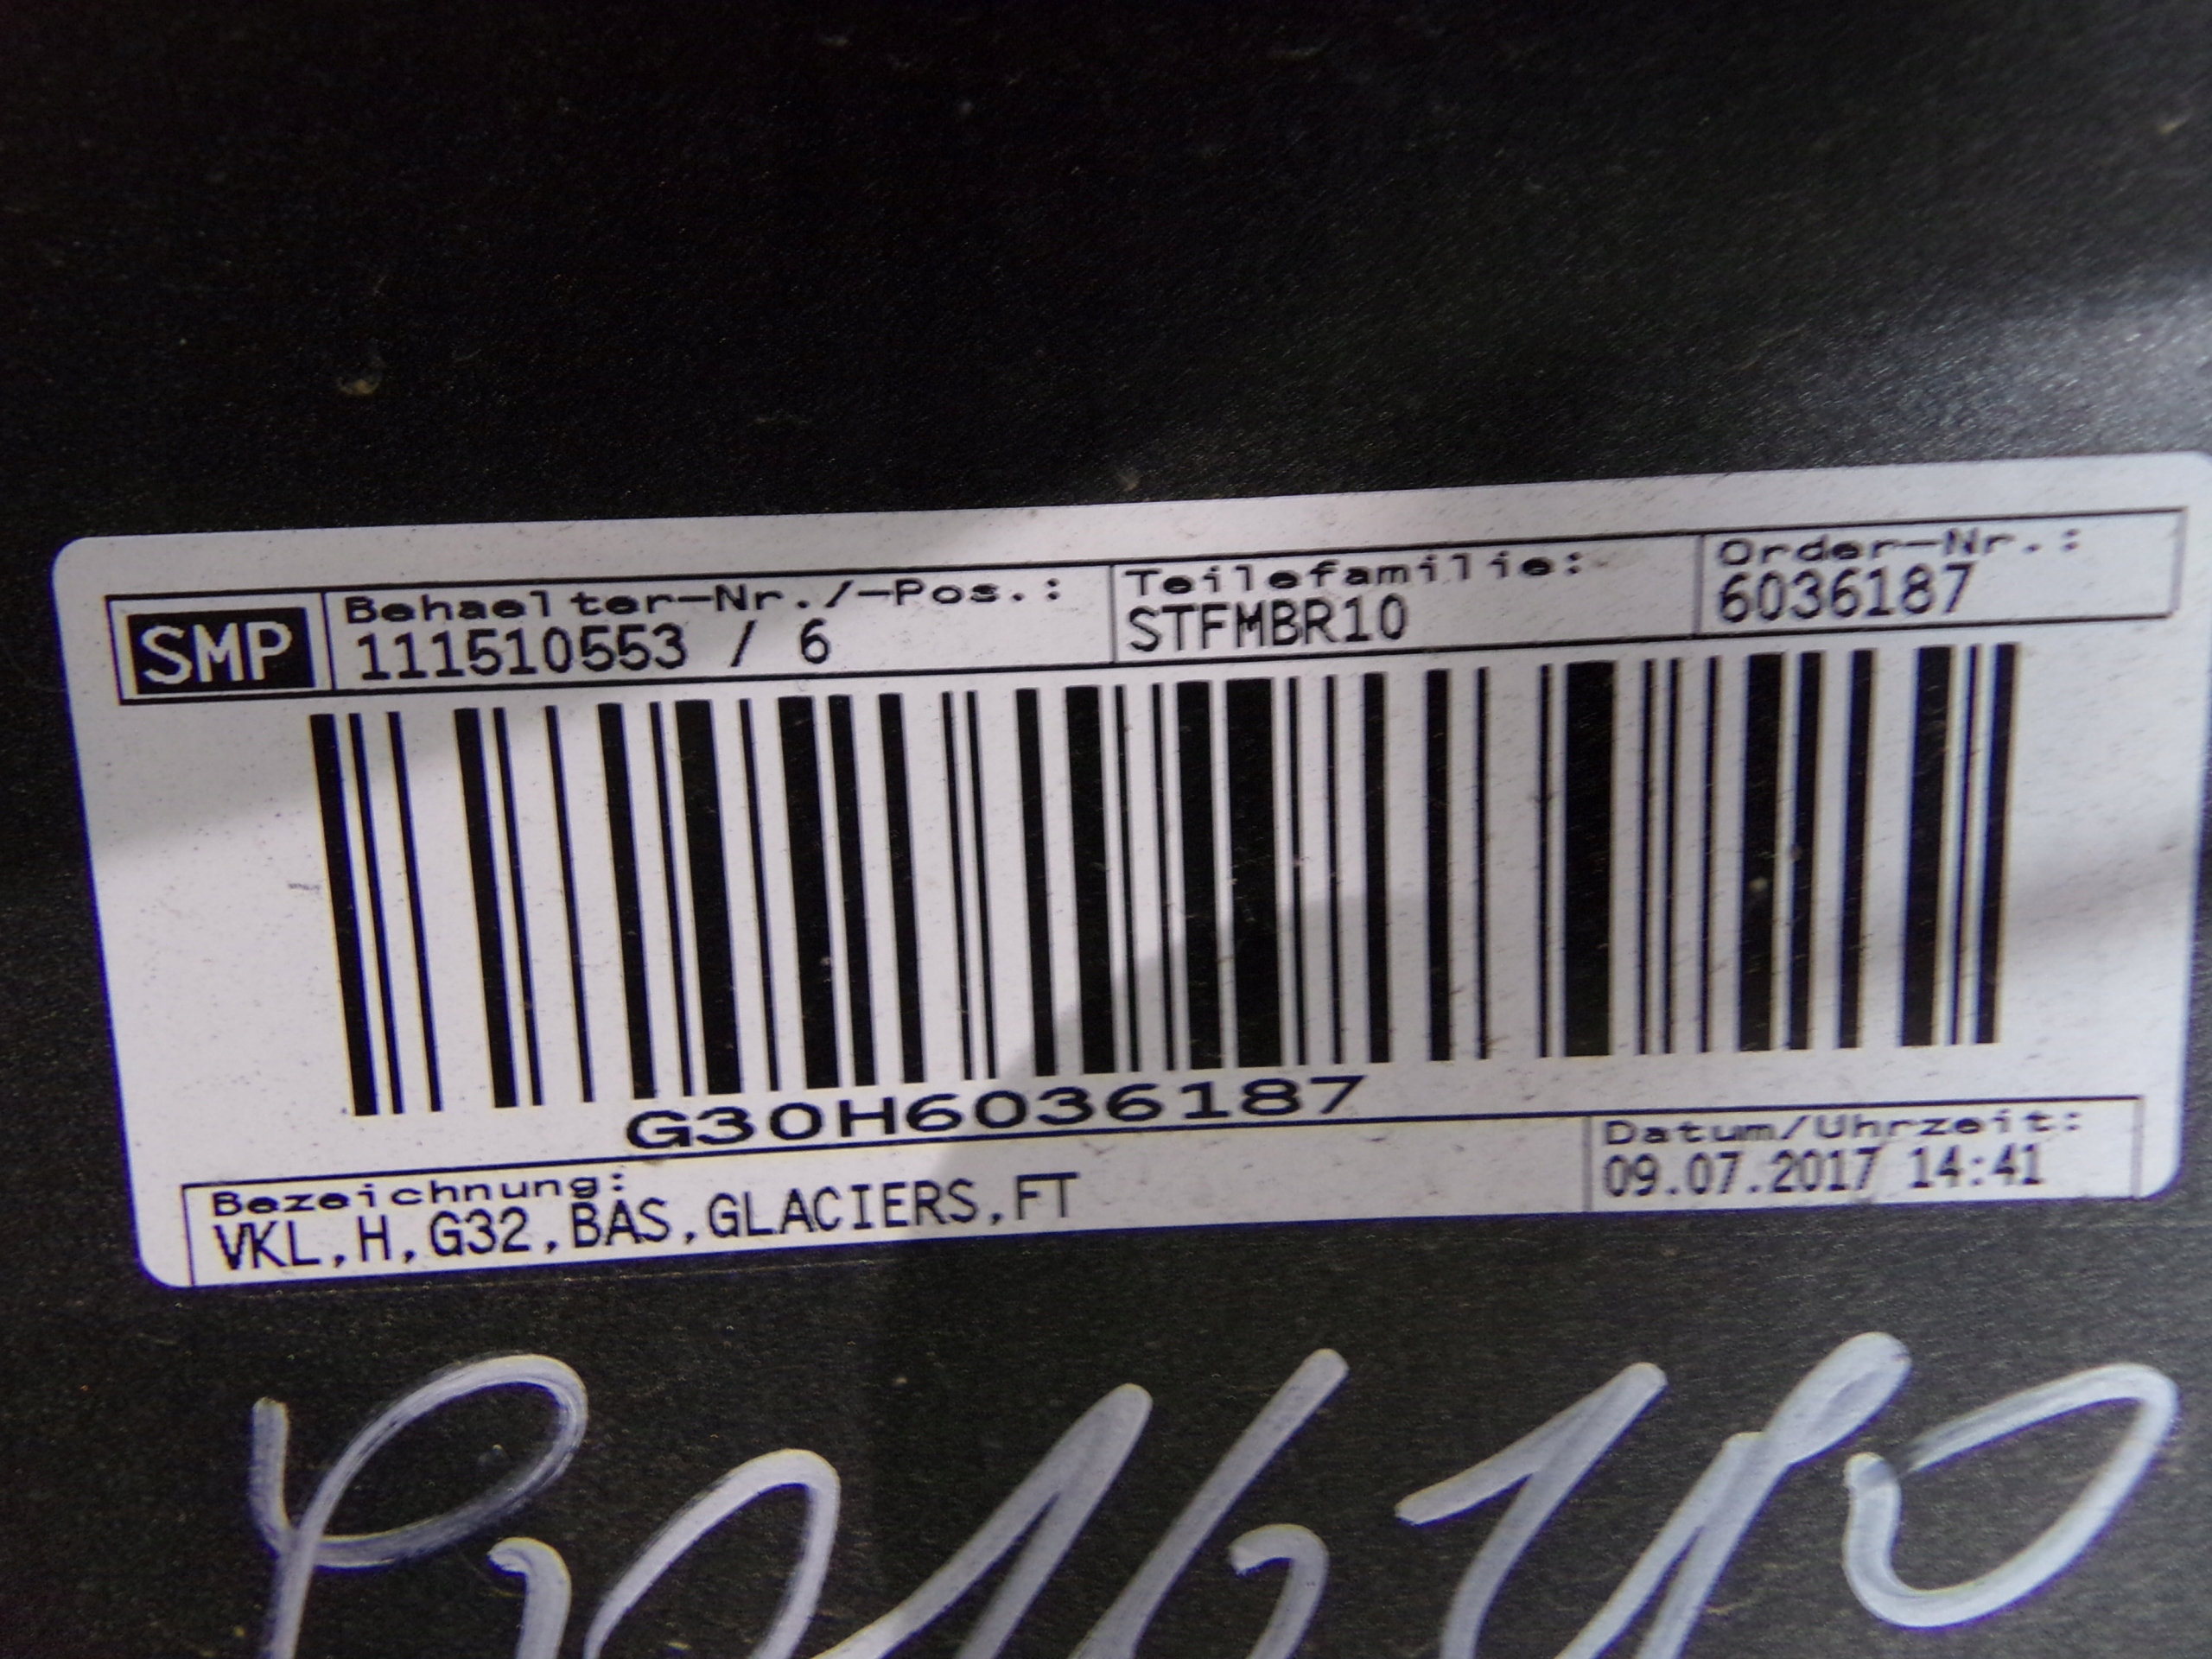 SMP
Behaelter-Nr./-Pos.: Teilefamilie: Order-Nr.:
111510553 / 6 STFMBR10 6036187
G30H6036187
Bezeichnung: Datum/Uhrzeit:
VKL,H,G32,BAS,GLACIERS,FT 09.07.2017 14:41